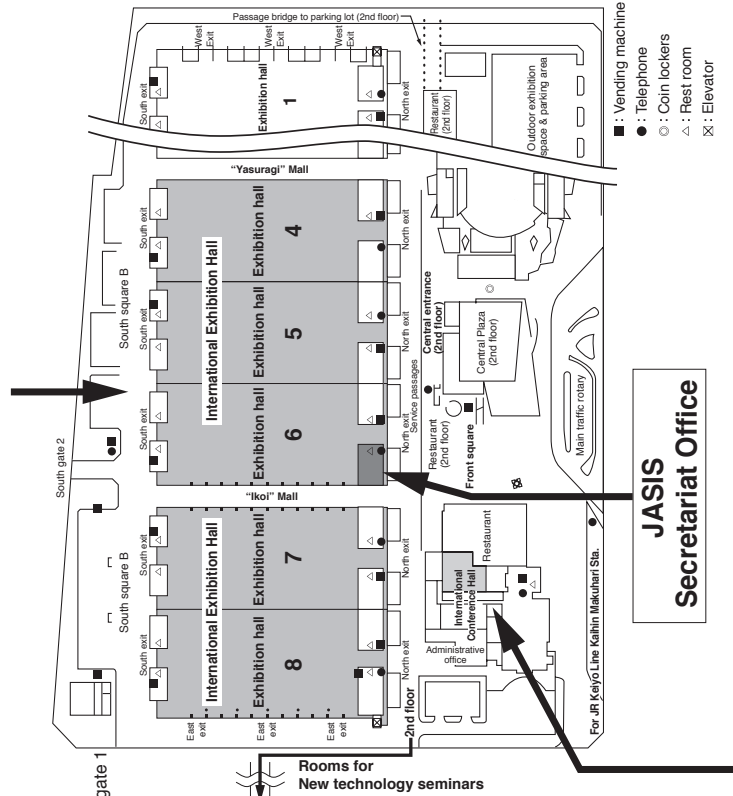 Passage bridge to parking lot (2nd floor)
West
Exit
West
Exit
West
Exit
South exit
Exhibition hall
1
North exit
Restaurant
(2nd floor)
Outdoor exhibition
space & parking area
■ : Vending machine
● : Telephone
◎ : Coin lockers
△ : Rest room
⊠ : Elevator
"Yasuragi" Mall
South square B
South exit
South exit
South exit
International Exhibition Hall
Exhibition hall
4
Exhibition hall
5
Exhibition hall
6
North exit
North exit
North exit
Service passages
Central entrance
(2nd floor)
Central Plaza
(2nd floor)
Restaurant
(2nd floor)
Front square
Main traffic rotary
South gate 2
"Ikoi" Mall
JASIS
Secretariat Office
South square B
South exit
South exit
International Exhibition Hall
Exhibition hall
7
Exhibition hall
8
North exit
North exit
Restaurant
International
Conference Hall
Administrative
office
For JR Keiyo Line Kaihin Makuhari Sta.
East
exit
East
exit
East
exit
2nd floor
gate 1
Rooms for
New technology seminars